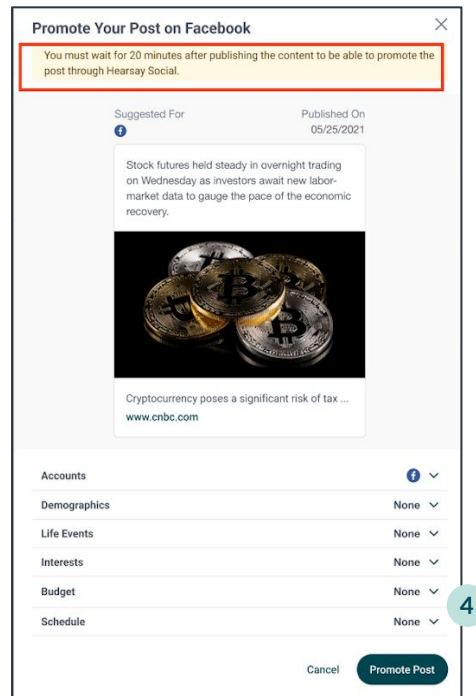 Promote Your Post on Facebook
You must wait for 20 minutes after publishing the content to be able to promote the
post through Hearsay Social.
Suggested For
Published On
05/25/2021
Stock futures held steady in overnight trading
on Wednesday as investors await new labor-
market data to gauge the pace of the economic
recovery.
Cryptocurrency poses a significant risk of tax ...
www.cnbc.com
Accounts
Demographics None
Life Events None
Interests None
Budget None
4
Schedule None
Cancel Promote Post